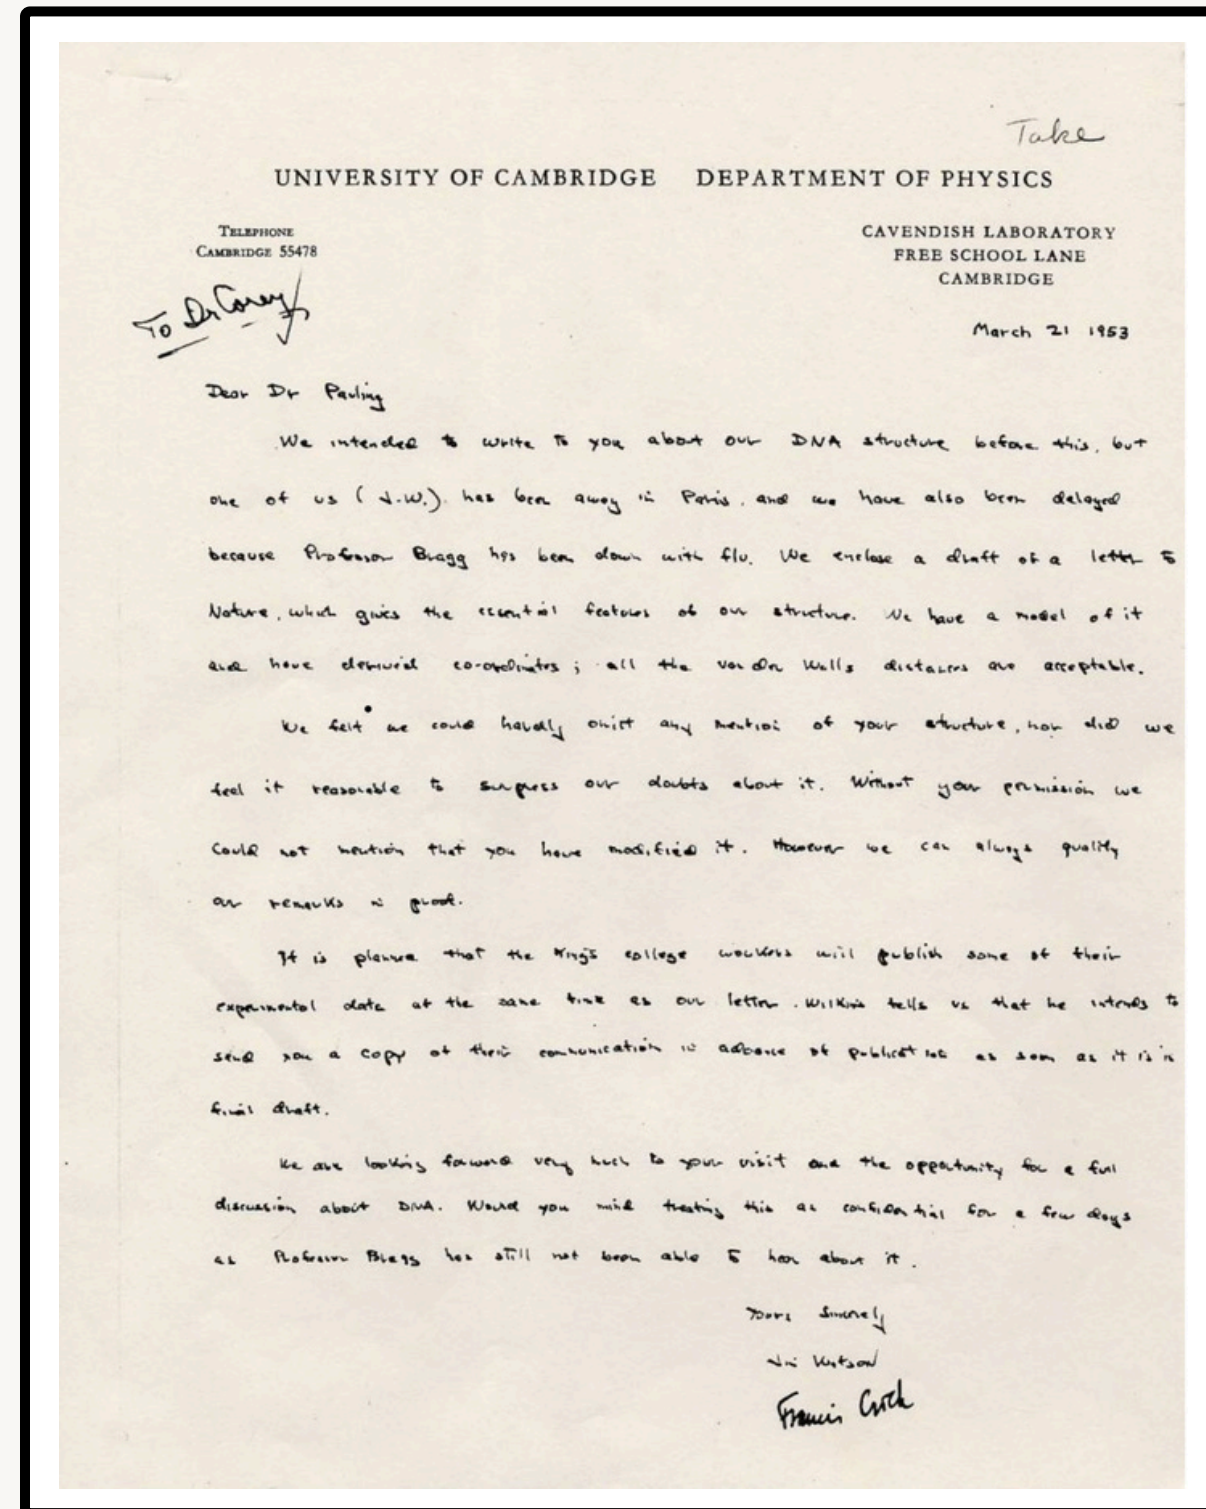 Take
UNIVERSITY OF CAMBRIDGE DEPARTMENT OF PHYSICS
TELEPHONE
CAMBRIDGE 55478
CAVENDISH LABORATORY
FREE SCHOOL LANE
CAMBRIDGE
To Dr Corey
March 21 1953
Dear Dr Pauling
We intended to write to you about our DNA structure before this, but
one of us (J.W.) has been away in Paris, and we have also been delayed
because Professor Bragg has been down with flu. We enclose a draft of a letter to
Nature, which gives the essential features of our structure. We have a model of it
and have derived co-ordinates; all the van der Walls distances are acceptable.
We felt we could hardly omit any mention of your structure, nor did we
feel it reasonable to surpress our doubts about it. Without your permission we
could not mention that you have modified it. However we can always qualify
our remarks in proof.
It is planned that the King's college workers will publish some of their
experimental data at the same time as our letter. Wilkins tells us that he intends to
send you a copy of their communication in advance of publication as soon as it is in
final draft.
We are looking forward very much to your visit and the opportunity for a full
discussion about DNA. Would you mind treating this as confidential for a few days
as Professor Bragg has still not been able to hear about it.
Yours sincerely
Jim Watson
Francis Crick